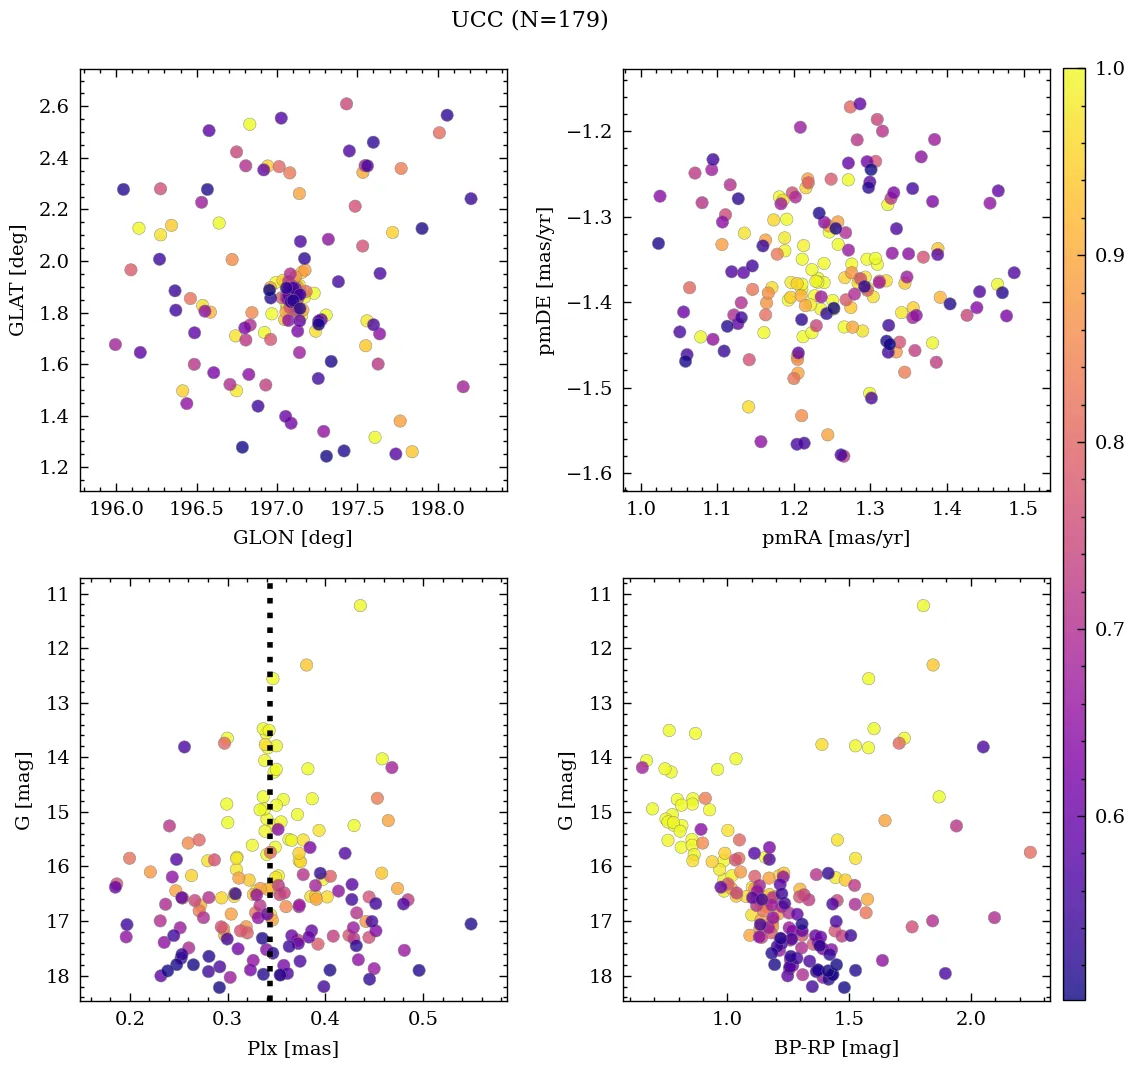 UCC (N=179)
2.6
2.4
2.2
2.0
1.8
1.6
1.4
1.2
GLAT [deg]
196.0 196.5 197.0 197.5 198.0
GLON [deg]
−1.2
−1.3
−1.4
−1.5
−1.6
pmDE [mas/yr]
1.0 1.1 1.2 1.3 1.4 1.5
pmRA [mas/yr]
11
12
13
14
15
16
17
18
G [mag]
0.2 0.3 0.4 0.5
Plx [mas]
11
12
13
14
15
16
17
18
G [mag]
1.0 1.5 2.0
BP-RP [mag]
1.0
0.9
0.8
0.7
0.6